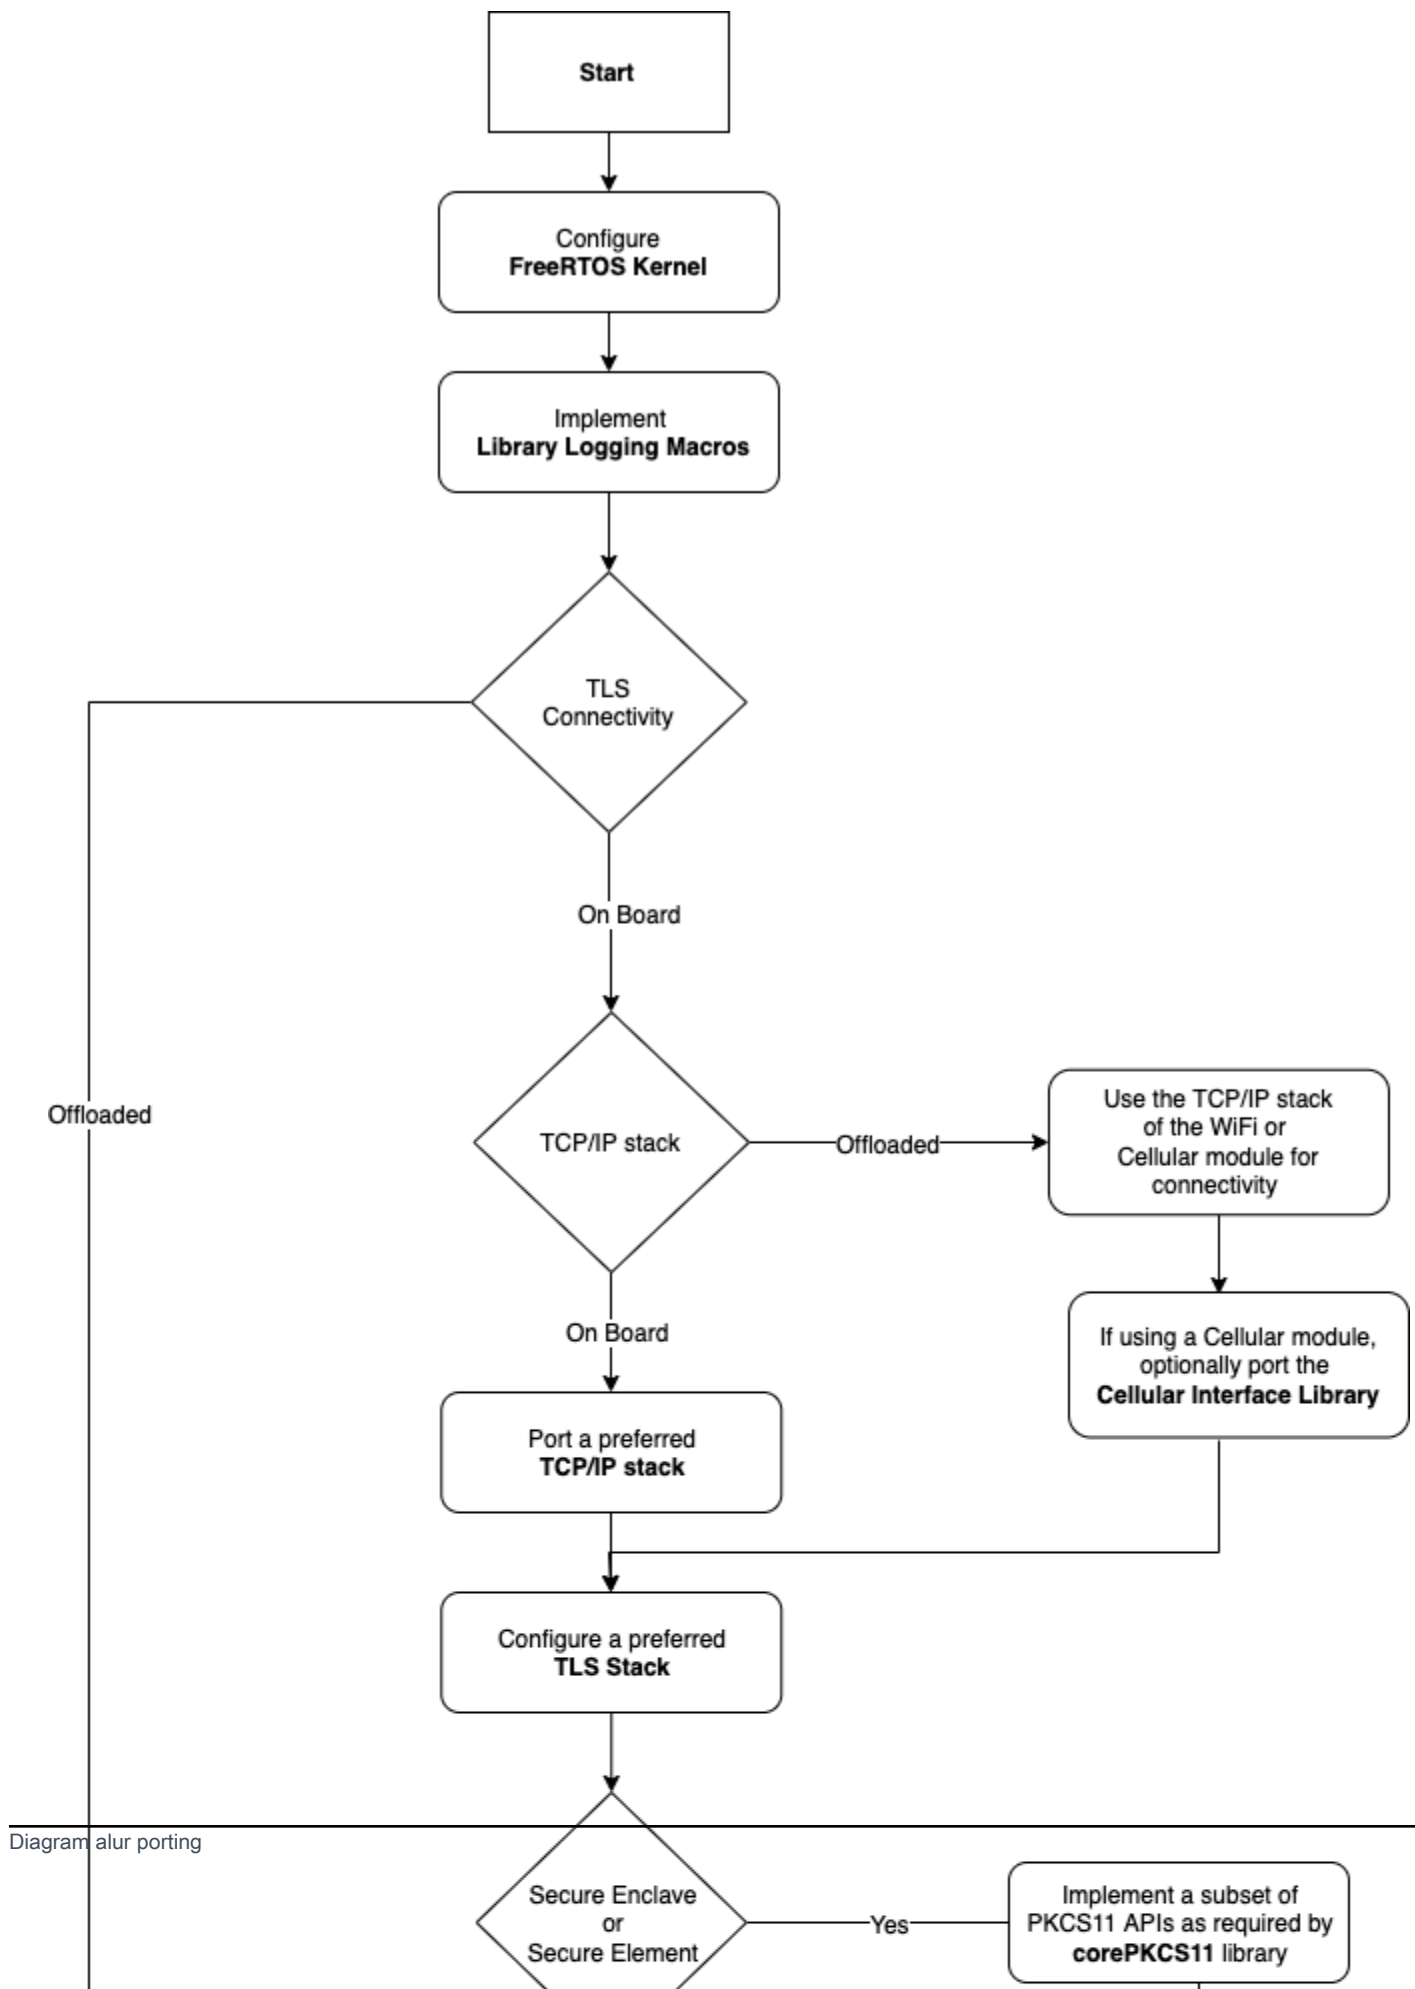 Start
Configure
FreeRTOS Kernel
Implement
Library Logging Macros
TLS
Connectivity
On Board
Offloaded
TCP/IP stack
Offloaded
Use the TCP/IP stack
of the WiFi or
Cellular module for
connectivity
If using a Cellular module,
optionally port the
Cellular Interface Library
On Board
Port a preferred
TCP/IP stack
Configure a preferred
TLS Stack
Diagram alur porting
Secure Enclave
or
Secure Element
Yes
Implement a subset of
PKCS11 APIs as required by
corePKCS11 library